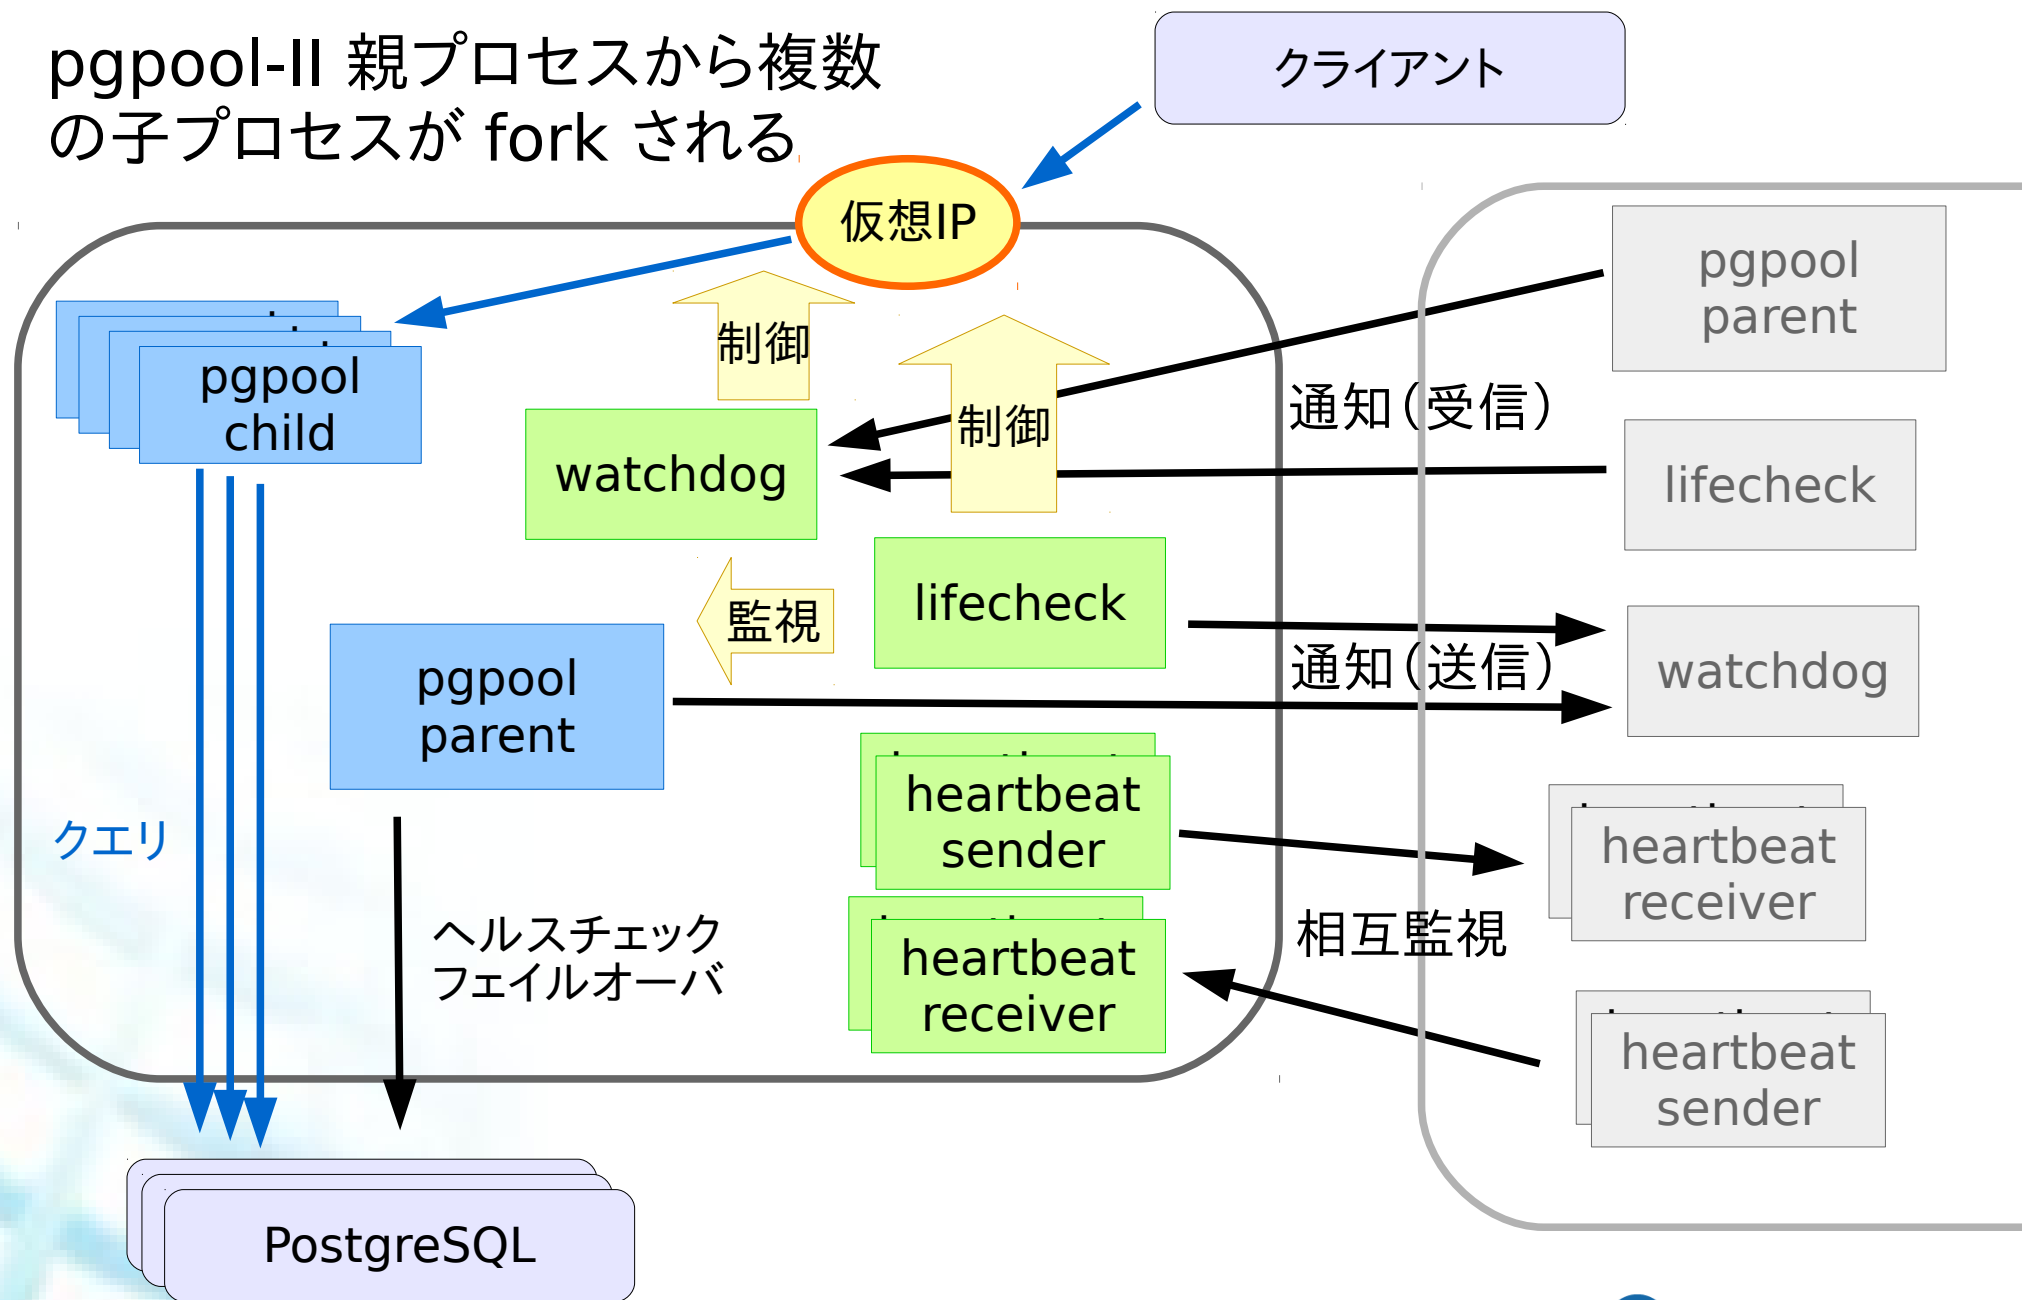 pgpool-II 親プロセスから複数
の子プロセスが fork される
クライアント
仮想IP
pgpool
child
制御
制御
watchdog
lifecheck
監視
pgpool
parent
クエリ
ヘルスチェック
フェイルオーバ
heartbeat
sender
heartbeat
receiver
PostgreSQL
通知（受信）
通知（送信）
相互監視
pgpool
parent
lifecheck
watchdog
heartbeat
receiver
heartbeat
sender